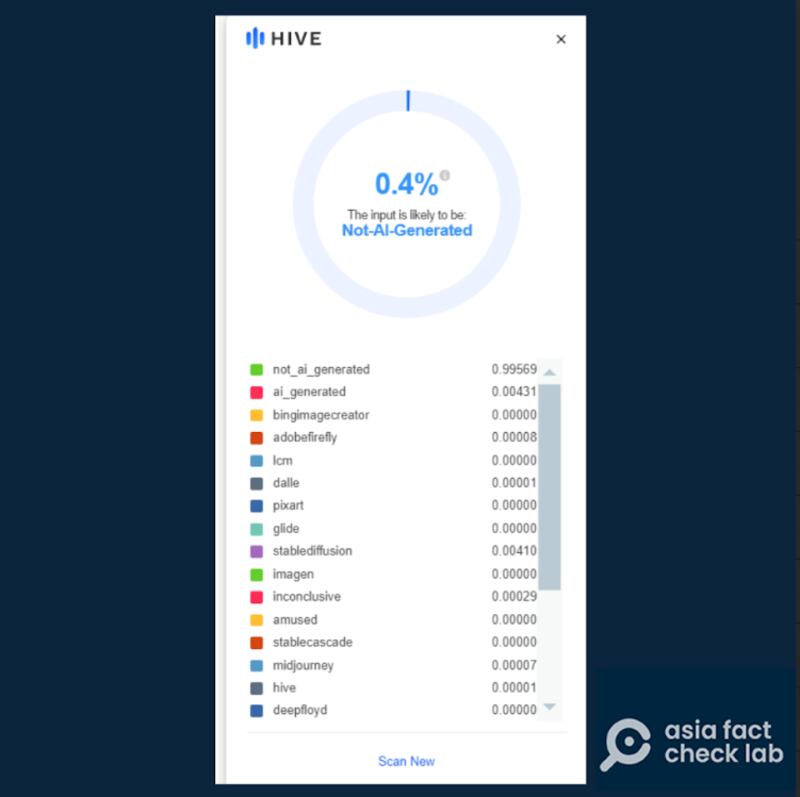 HIVE
×
0.4%
The input is likely to be:
Not-AI-Generated
not_ai_generated 0.99569
ai_generated 0.00431
bingimagecreator 0.00000
adobefirefly 0.00008
lcm 0.00000
dalle 0.00001
pixart 0.00000
glide 0.00000
stablediffusion 0.00410
imagen 0.00000
inconclusive 0.00029
amused 0.00000
stablecascade 0.00000
midjourney 0.00007
hive 0.00001
deepfloyd 0.00000
Scan New
asia fact
check lab